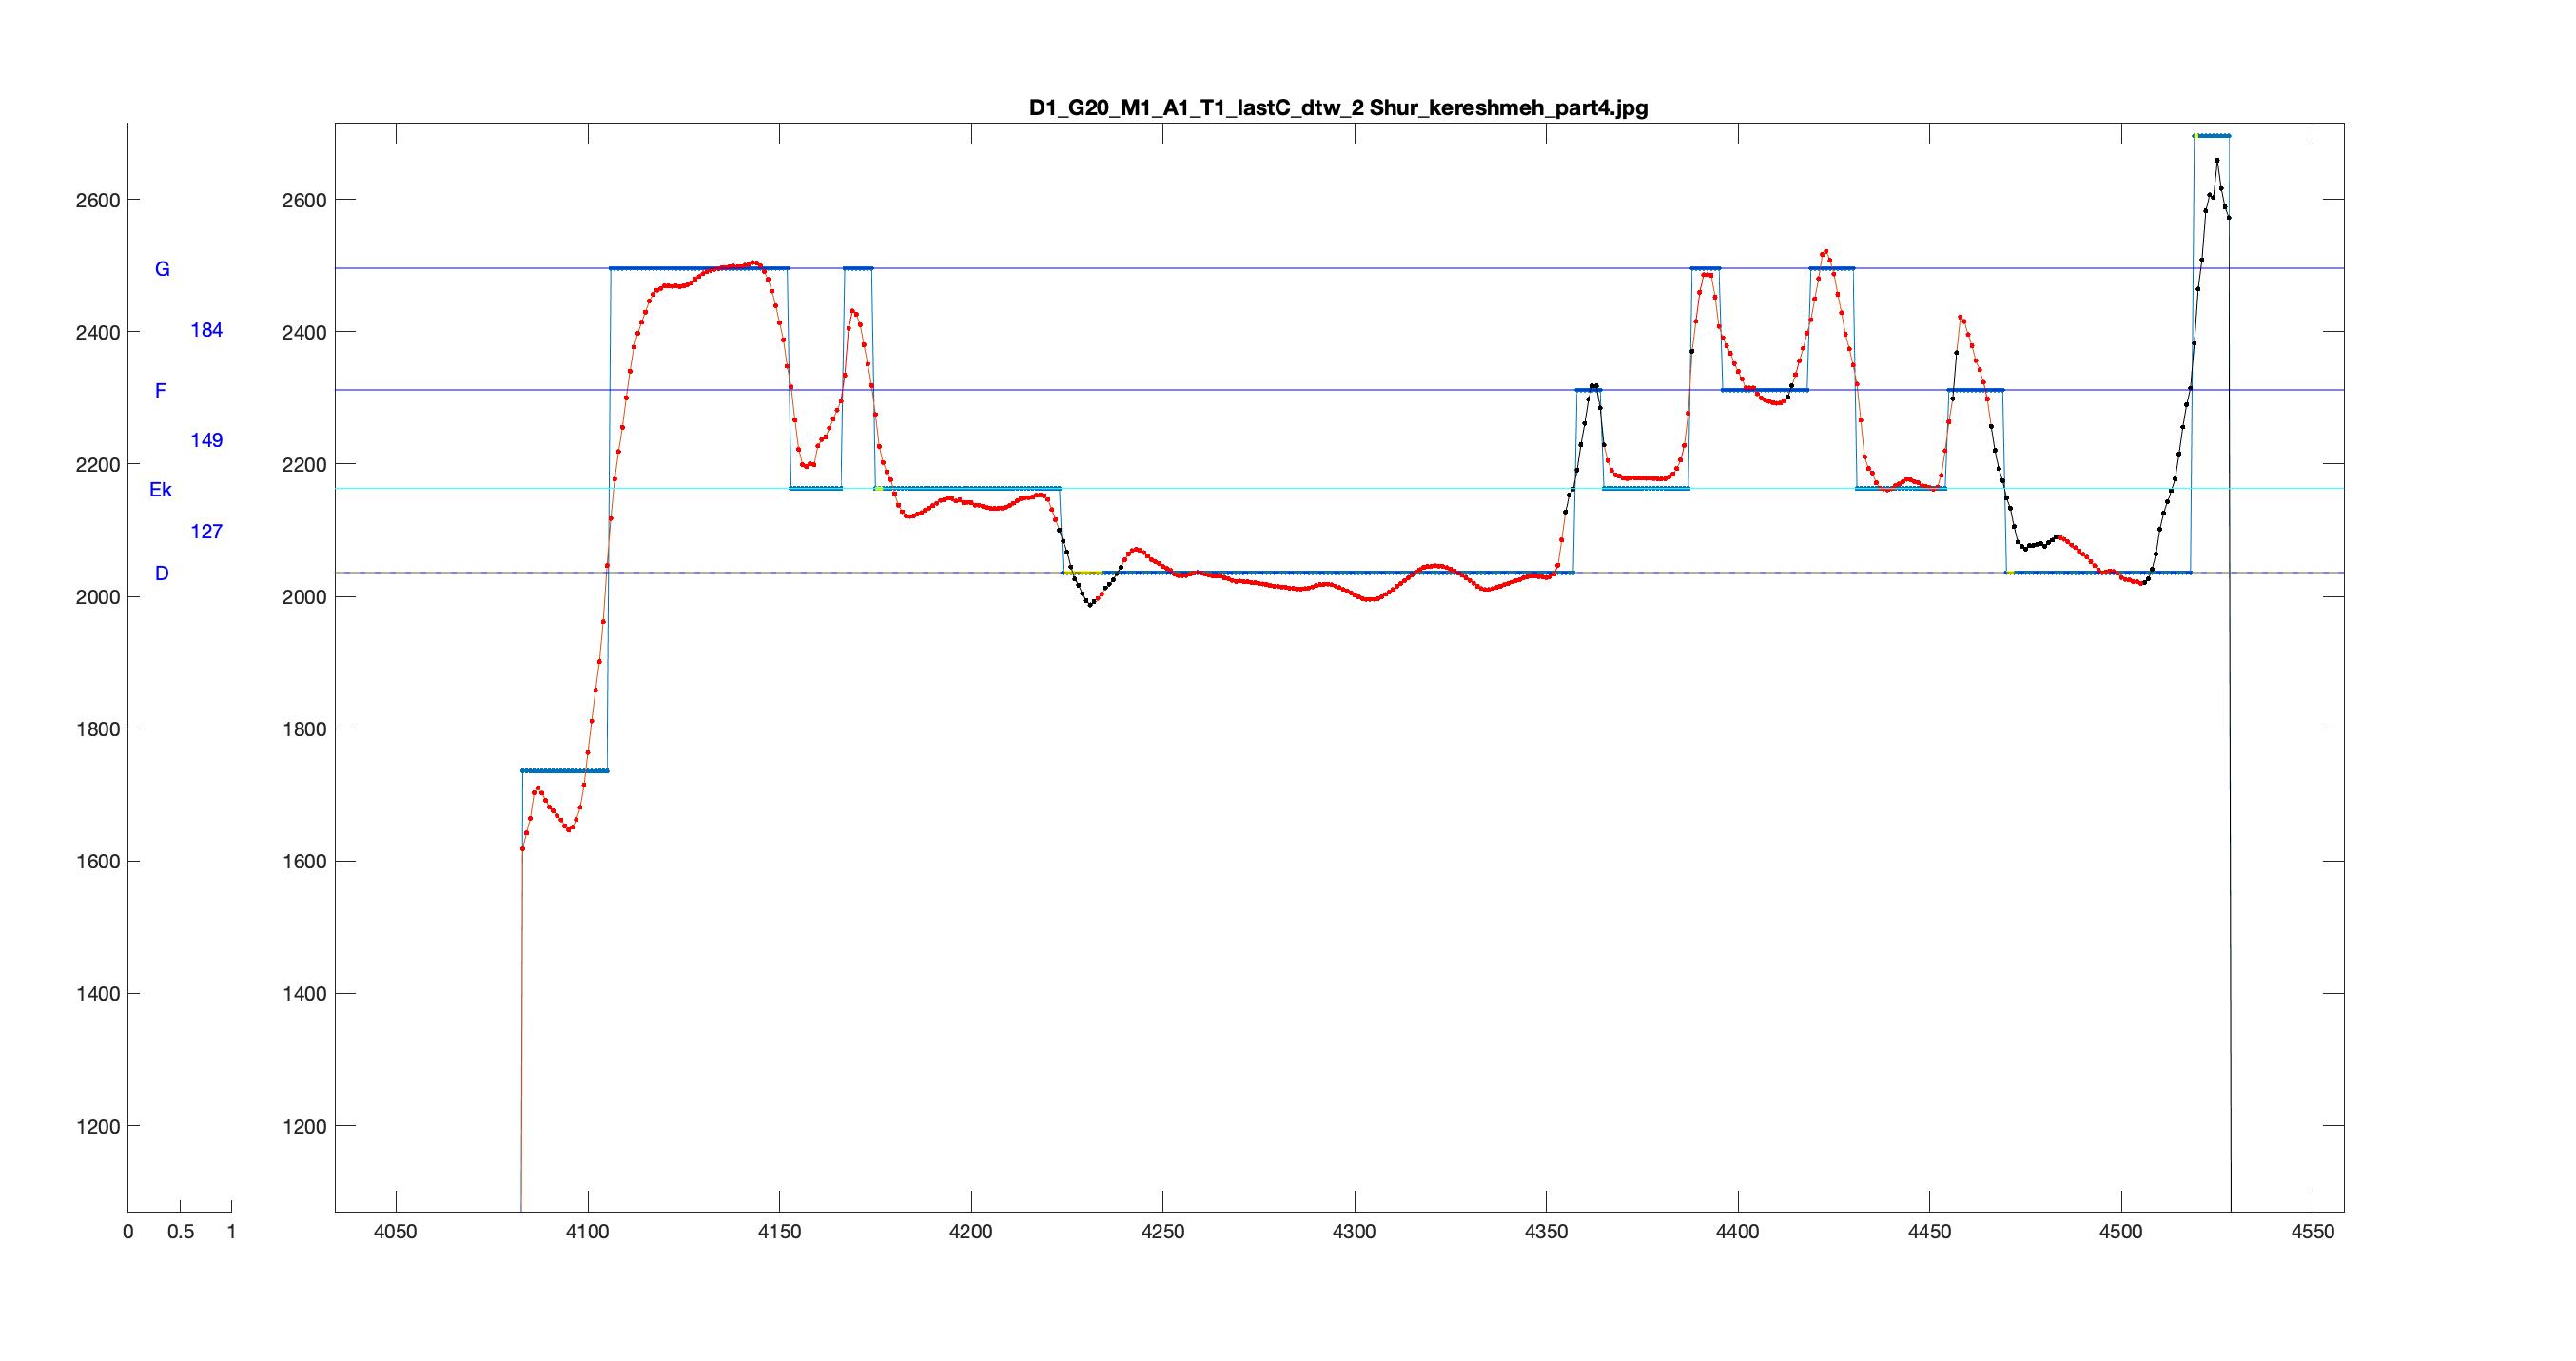 D1_G20_M1_A1_T1_lastC_dtw_2 Shur_kereshmeh_part4.jpg
2600 2600
G
2400 184 2400
F
149
2200 2200
Ek
127
D
2000 2000
1800 1800
1600 1600
1400 1400
1200 1200
0 0.5 1 4050 4100 4150 4200 4250 4300 4350 4400 4450 4500 4550